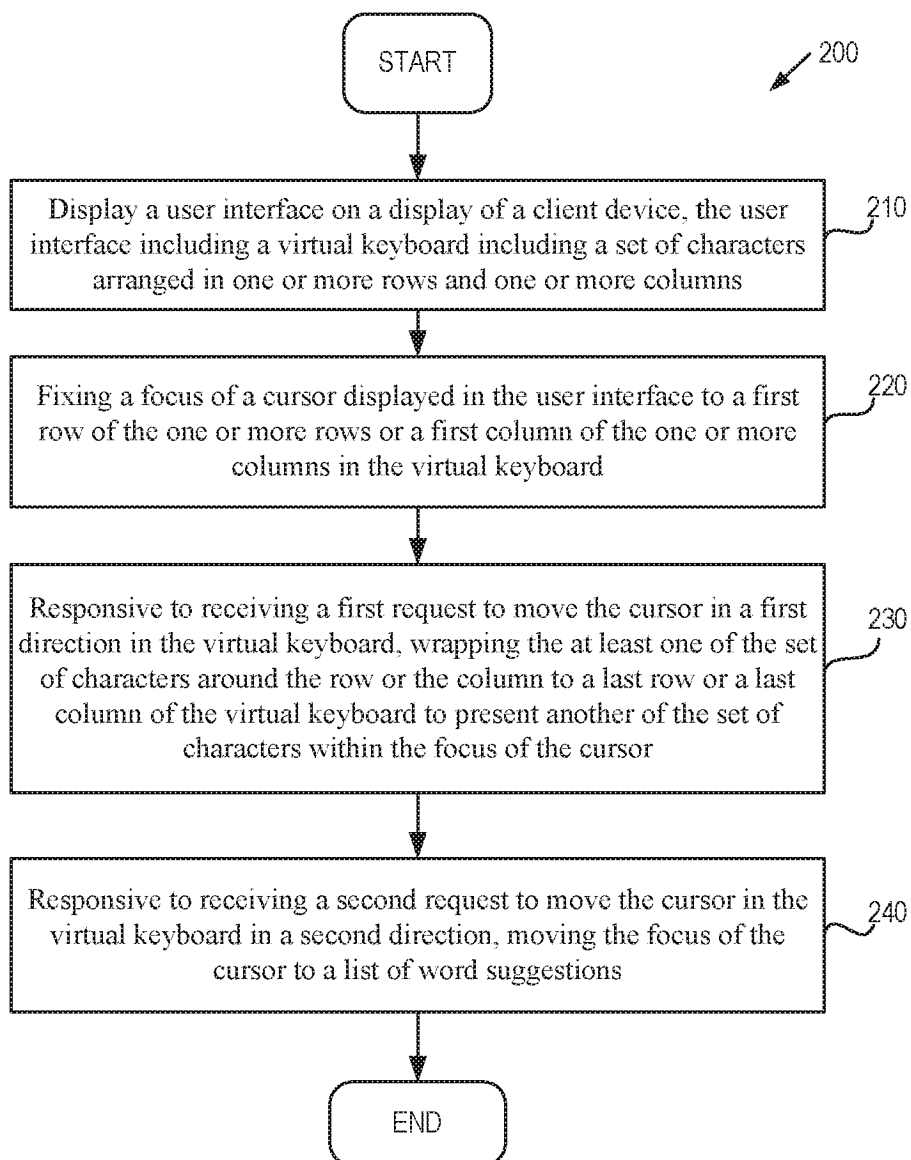 START
200
Display a user interface on a display of a client device, the user
interface including a virtual keyboard including a set of characters
arranged in one or more rows and one or more columns
210
Fixing a focus of a cursor displayed in the user interface to a first
row of the one or more rows or a first column of the one or more
columns in the virtual keyboard
220
Responsive to receiving a first request to move the cursor in a first
direction in the virtual keyboard, wrapping the at least one of the set
of characters around the row or the column to a last row or a last
column of the virtual keyboard to present another of the set of
characters within the focus of the cursor
230
Responsive to receiving a second request to move the cursor in the
virtual keyboard in a second direction, moving the focus of the
cursor to a list of word suggestions
240
END